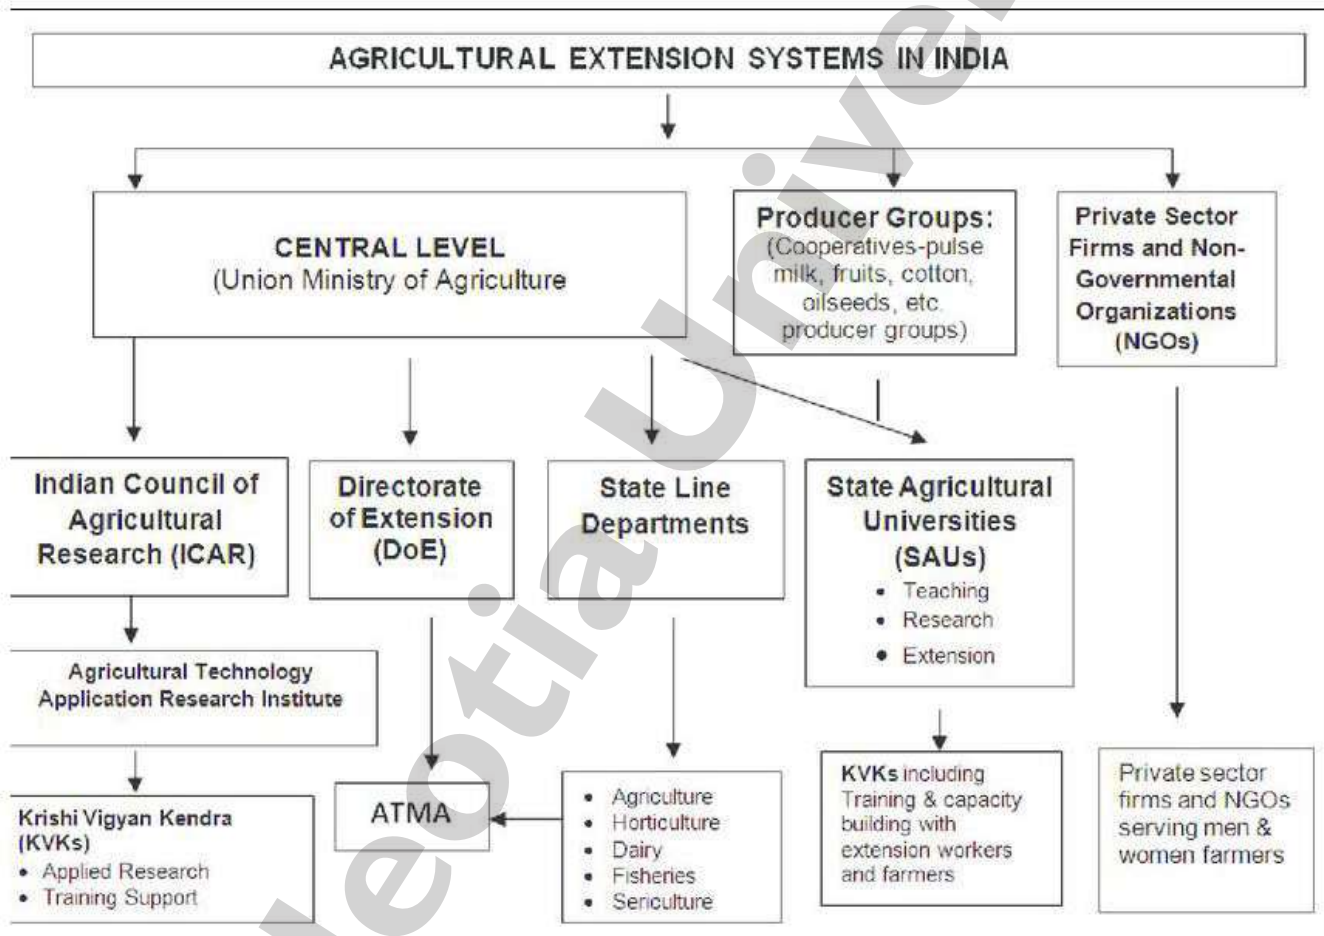 AGRICULTURAL EXTENSION SYSTEMS IN INDIA
CENTRAL LEVEL
(Union Ministry of Agriculture
Producer Groups:
(Cooperatives-pulse
milk, fruits, cotton,
oilseeds, etc.
producer groups)
Private Sector
Firms and Non-
Governmental
Organizations
(NGOs)
Indian Council of
Agricultural
Research (ICAR)
Directorate
of Extension
(DoE)
State Line
Departments
State Agricultural
Universities
(SAUs)
• Teaching
• Research
• Extension
Agricultural Technology
Application Research Institute
Krishi Vigyan Kendra
(KVKs)
• Applied Research
• Training Support
ATMA
• Agriculture
• Horticulture
• Dairy
• Fisheries
• Sericulture
KVKs including
Training & capacity
building with
extension workers
and farmers
Private sector
firms and NGOs
serving men &
women farmers
leotia Univer